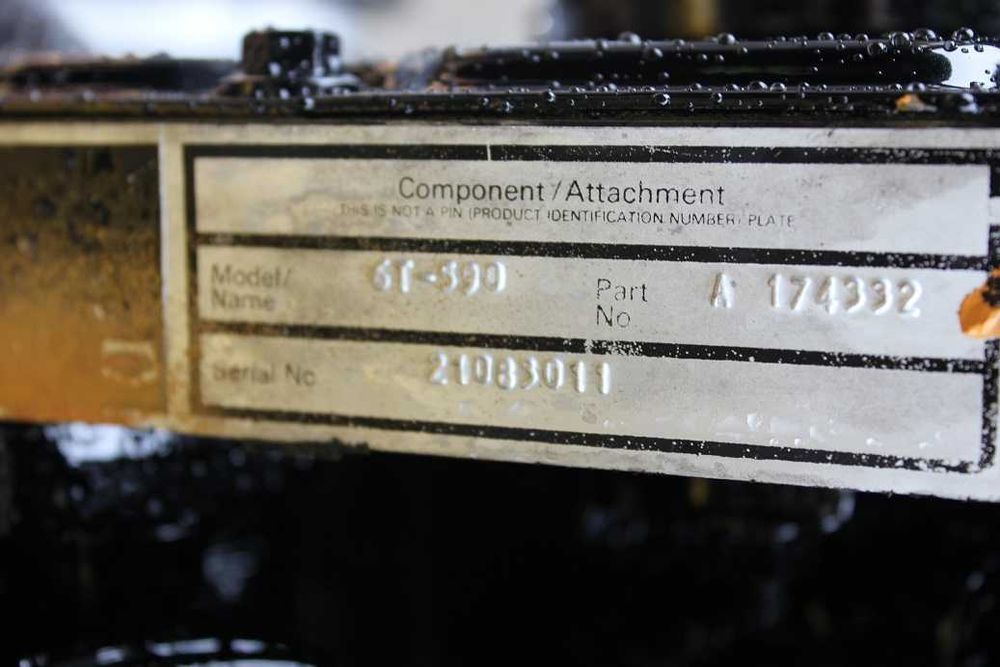 Component/Attachment
THIS IS NOT A PIN (PRODUCT IDENTIFICATION NUMBER) PLATE
Model/
Name
6T-590
Part
No
A 174392
Serial No
21083011